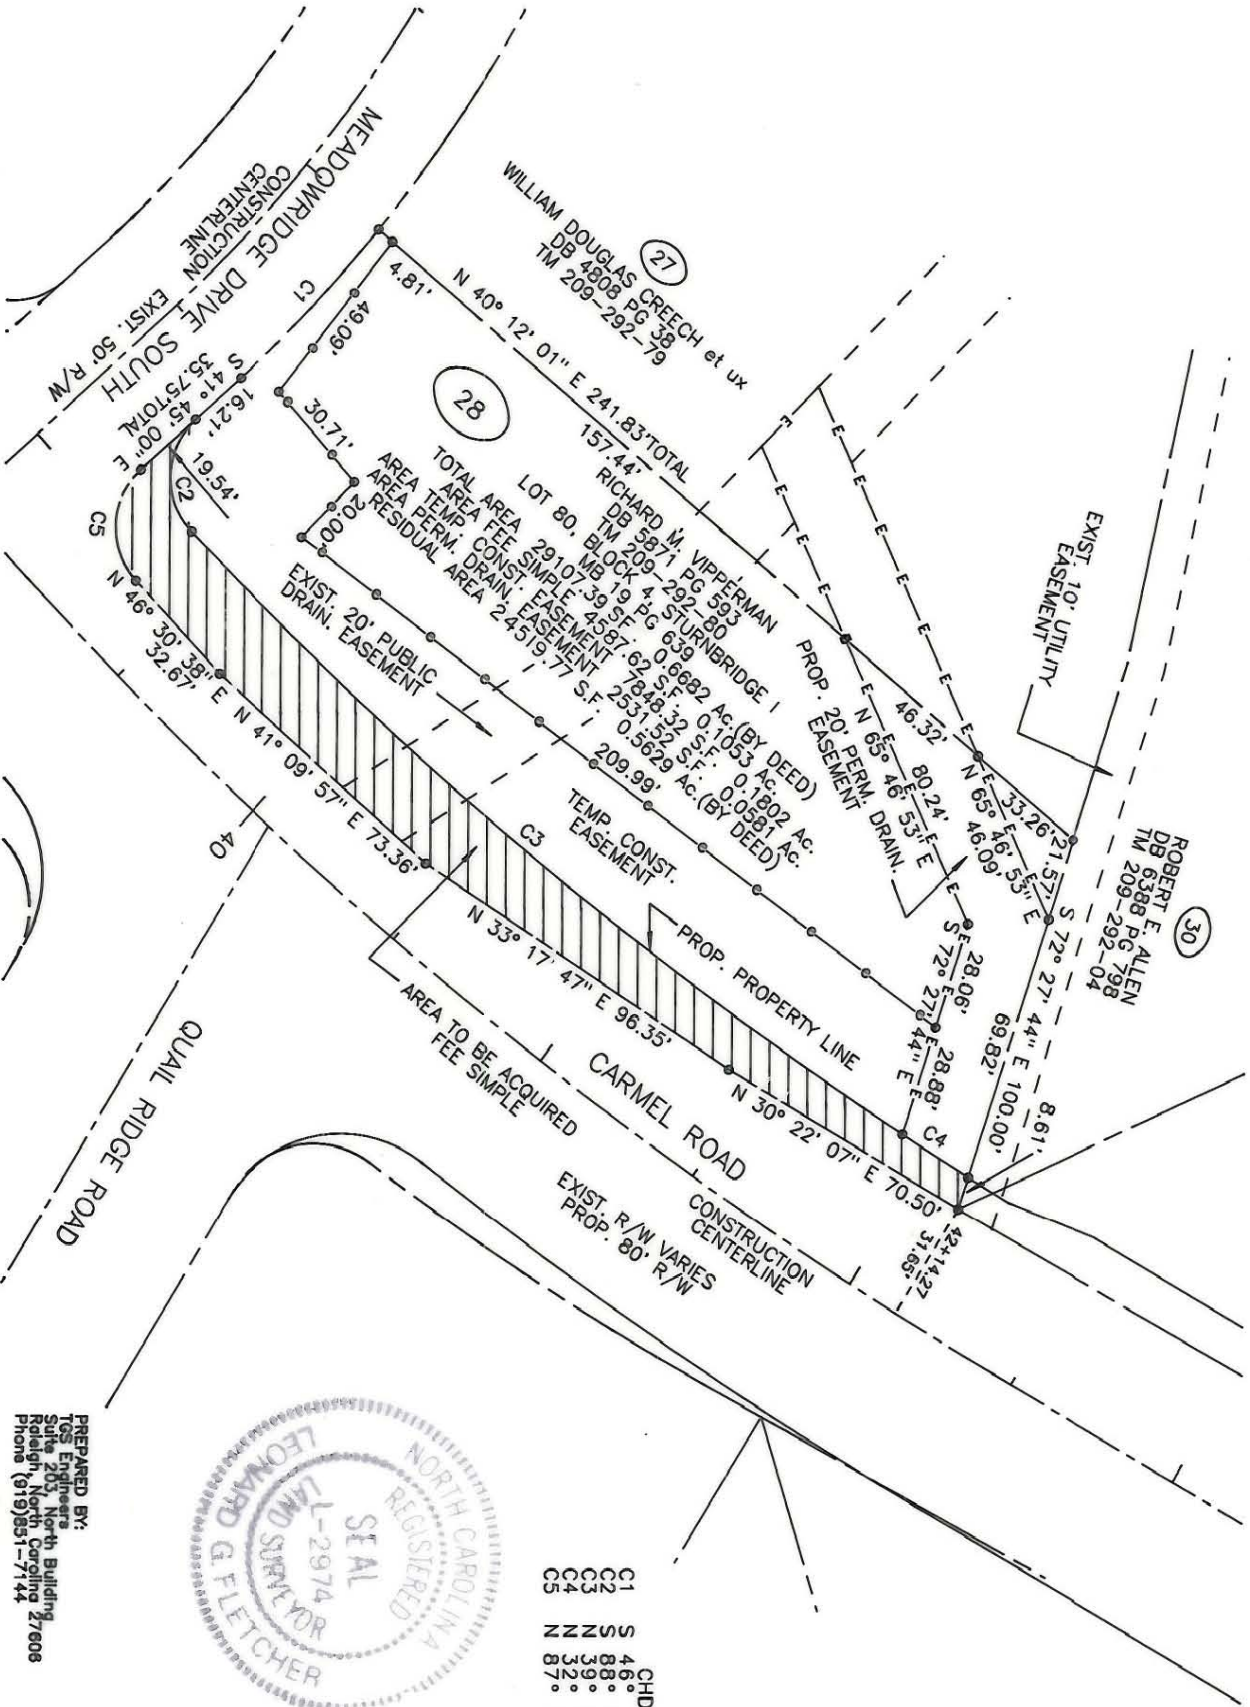 MEADOWRIDGE DRIVE SOUTH
CONSTRUCTION
CENTERLINE
EXIST. 50' R/W
27
WILLIAM DOUGLAS CREECH et ux
DB 4808 PG 38
TM 209-292-79
N 40° 12' 01" E 241.83'TOTAL
157.44'
46.32'
33.26'
4.81'
49.09'
30.71'
20.00'
209.99'
C1
S 41° 45' 00" E
35.75'TOTAL
16.21'
19.54'
C2
C5
28
RICHARD M. VIPPERMAN
DB 5871 PG 593
TM 209-292-80
LOT 80, BLOCK 4, STURNBRIDGE I
MB 19 PG 639
TOTAL AREA 29107.39 S.F. 0.6682 Ac.(BY DEED)
AREA FEE SIMPLE 4587.62 S.F. 0.1053 Ac.
AREA TEMP. CONST. EASEMENT 7848.32 S.F. 0.1802 Ac.
AREA PERM. DRAIN. EASEMENT 2531.52 S.F. 0.0581 Ac.
RESIDUAL AREA 24519.77 S.F. 0.5629 Ac.(BY DEED)
EXIST. 20' PUBLIC
DRAIN. EASEMENT
TEMP. CONST.
EASEMENT
PROP. 20' PERM. DRAIN.
EASEMENT
N 65° 46' 53" E
80.24'
N 65° 46' 53" E
46.09'
EXIST. 10' UTILITY
EASEMENT
30
ROBERT E. ALLEN
DB 6388 PG 798
TM 209-292-04
21.57'
S 72° 27' 44" E 100.00'
69.82'
8.61'
28.06'
28.88'
S 72° 27' 44" E
C4
C3
PROP. PROPERTY LINE
N 46° 30' 38" E
32.67'
N 41° 09' 57" E 73.36'
N 33° 17' 47" E 96.35'
N 30° 22' 07" E 70.50'
42+14.27
31.65'
AREA TO BE ACQUIRED
FEE SIMPLE
40
CARMEL ROAD
CONSTRUCTION
CENTERLINE
EXIST. R/W VARIES
PROP. 80' R/W
QUAIL RIDGE ROAD
E E E E E E E E
E E E E E E E
E E E E
CHD
C1 S 46°
C2 S 88°
C3 N 39°
C4 N 32°
C5 N 87°
NORTH CAROLINA
REGISTERED
SEAL
L-2974
LAND SURVEYOR
LEONARD G FLETCHER
PREPARED BY:
TGS Engineers
Suite 203, North Building
Raleigh, North Carolina 27606
Phone (919)851-7144